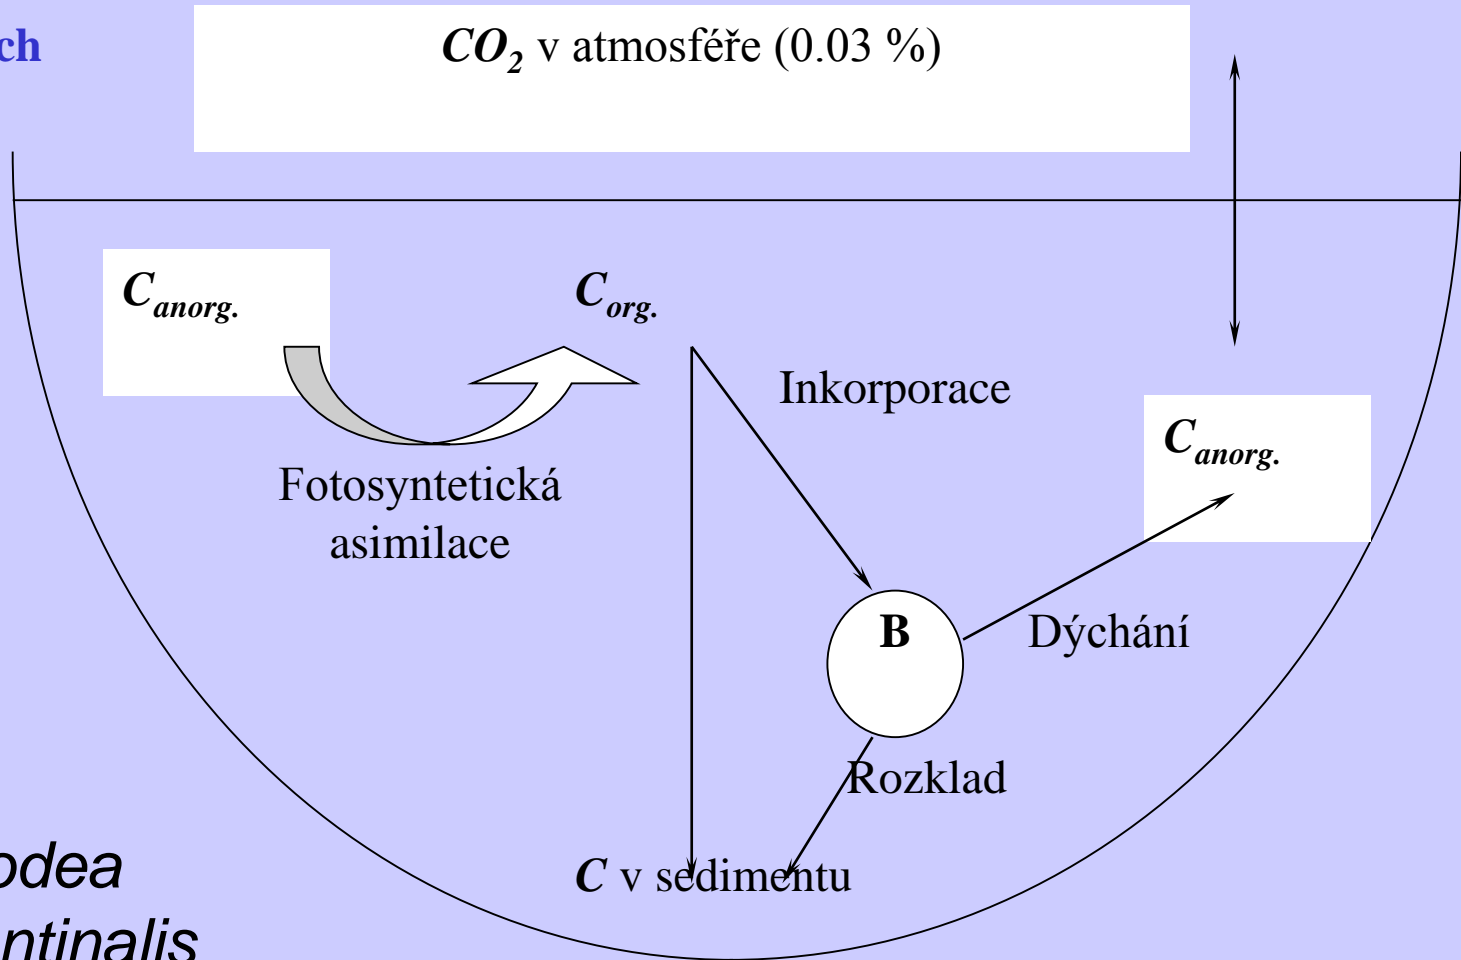 ch
CO2 v atmosféře (0.03 %)
Canorg.
Corg.
Inkorporace
Canorg.
Fotosyntetická
asimilace
B
Dýchání
Rozklad
C v sedimentu
odea
ntinalis